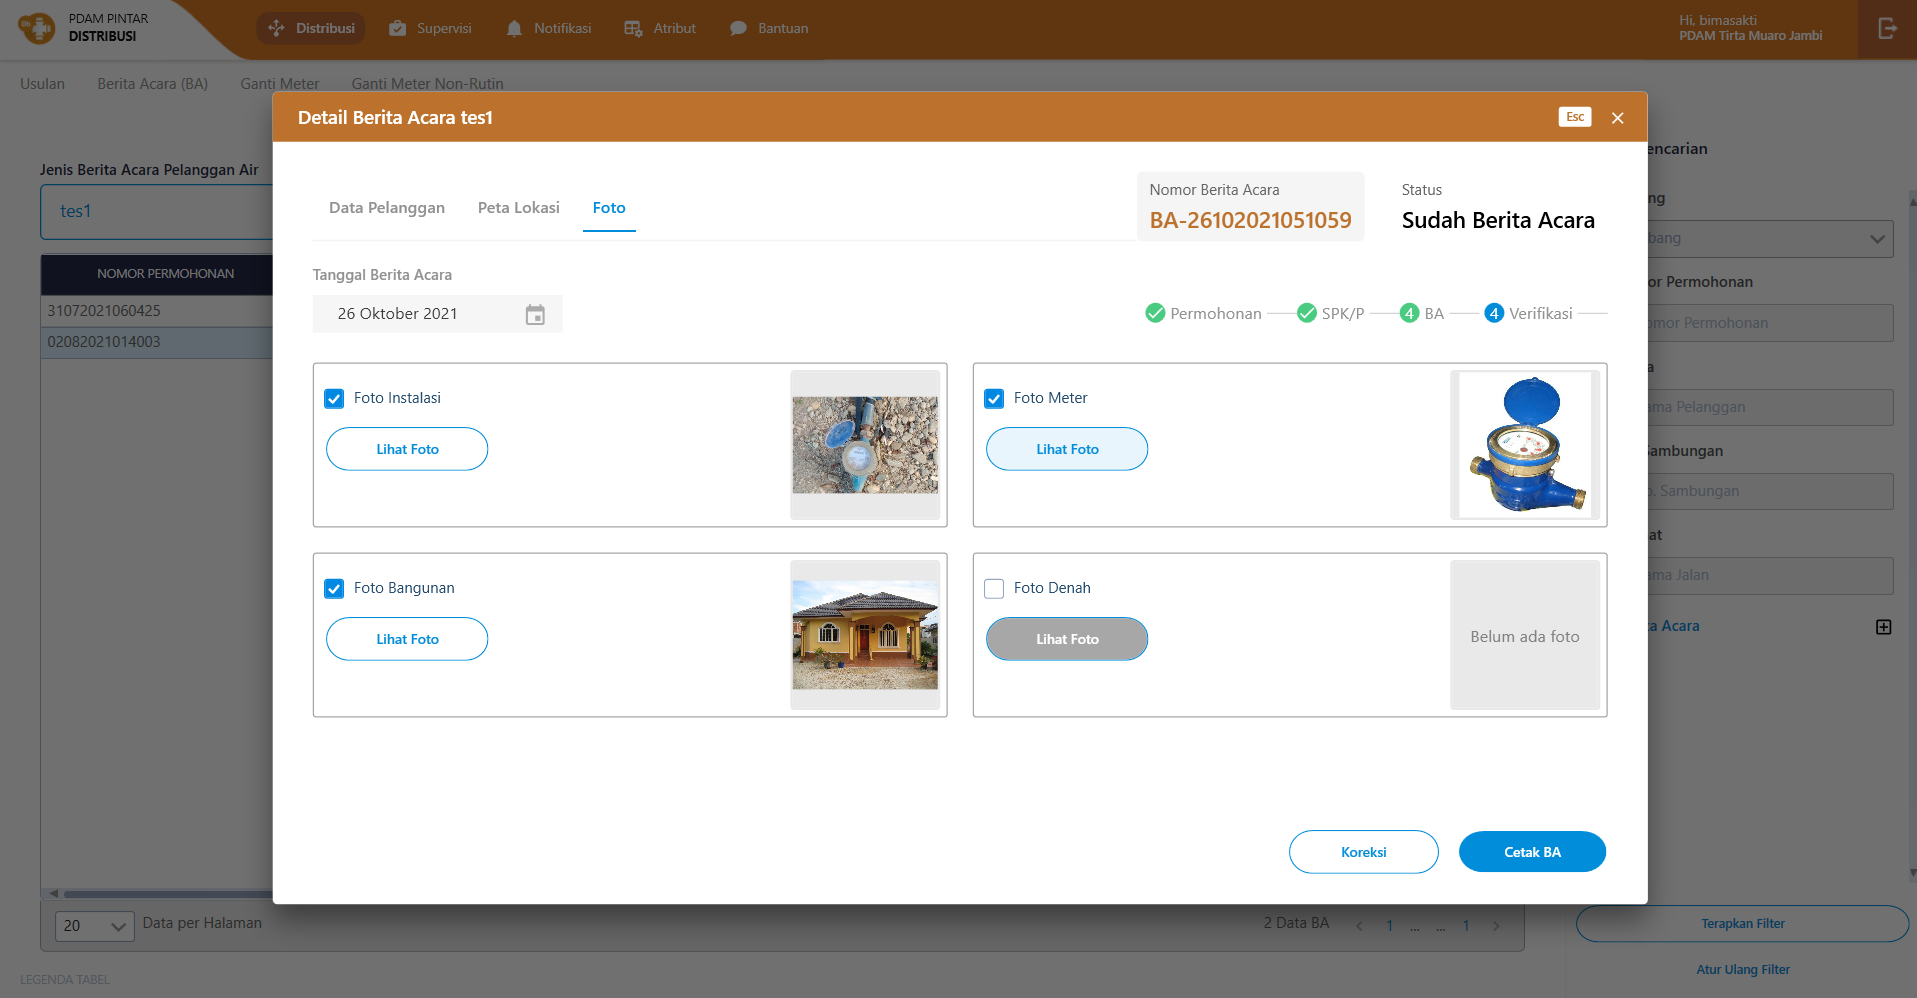 PDAM PINTAR
DISTRIBUSI
Distribusi
Supervisi
Notifikasi
Atribut
Bantuan
Hi, bimasakti
PDAM Tirta Muaro Jambi
Usulan
Berita Acara (BA)
Ganti Meter
Ganti Meter Non-Rutin
Detail Berita Acara tes1
Esc
encarian
Jenis Berita Acara Pelanggan Air
tes1
Data Pelanggan
Peta Lokasi
Foto
Nomor Berita Acara
BA-26102021051059
Status
Sudah Berita Acara
ng
bang
NOMOR PERMOHONAN
31072021060425
02082021014003
Tanggal Berita Acara
26 Oktober 2021
Permohonan
SPK/P
4 BA
4 Verifikasi
or Permohonan
omor Permohonan
a
ama Pelanggan
Sambungan
o. Sambungan
at
ama Jalan
ta Acara
Foto Instalasi
Lihat Foto
Foto Meter
Lihat Foto
Foto Bangunan
Lihat Foto
Foto Denah
Lihat Foto
Belum ada foto
Koreksi
Cetak BA
20
Data per Halaman
2 Data BA
< 1 ... ... 1 >
Terapkan Filter
Atur Ulang Filter
LEGENDA TABEL